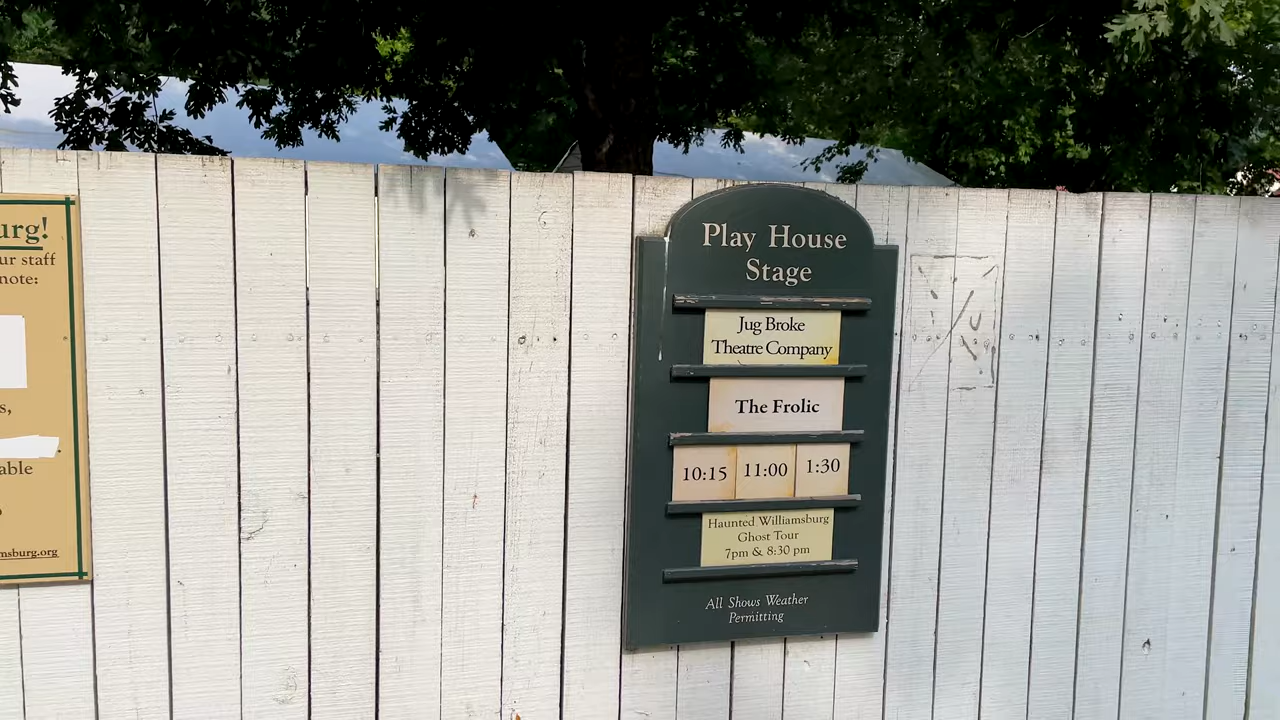 urg!
ur staff
note:
s,
able
msburg.org
Play House
Stage
Jug Broke
Theatre Company
The Frolic
10:15 11:00 1:30
Haunted Williamsburg
Ghost Tour
7pm & 8:30 pm
All Shows Weather
Permitting